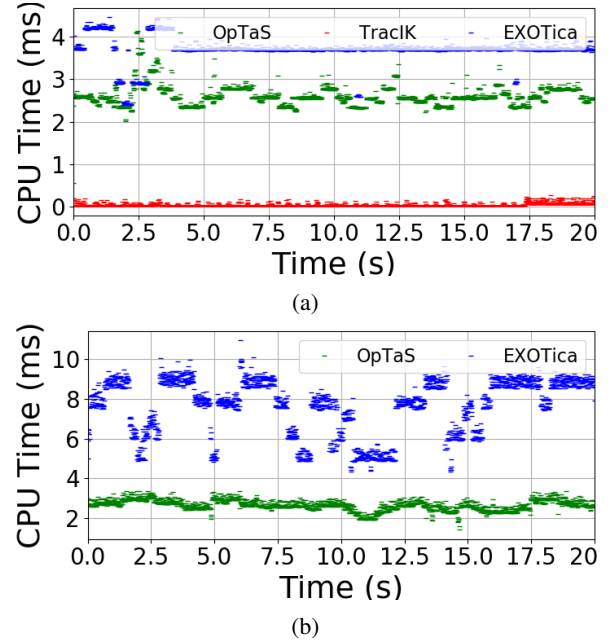 OpTaS TracIK EXOTica
CPU Time (ms)
4
3
2
1
0
0.0 2.5 5.0 7.5 10.0 12.5 15.0 17.5 20.0
Time (s)
(a)
OpTaS EXOTica
CPU Time (ms)
10
8
6
4
2
0.0 2.5 5.0 7.5 10.0 12.5 15.0 17.5 20.0
Time (s)
(b)